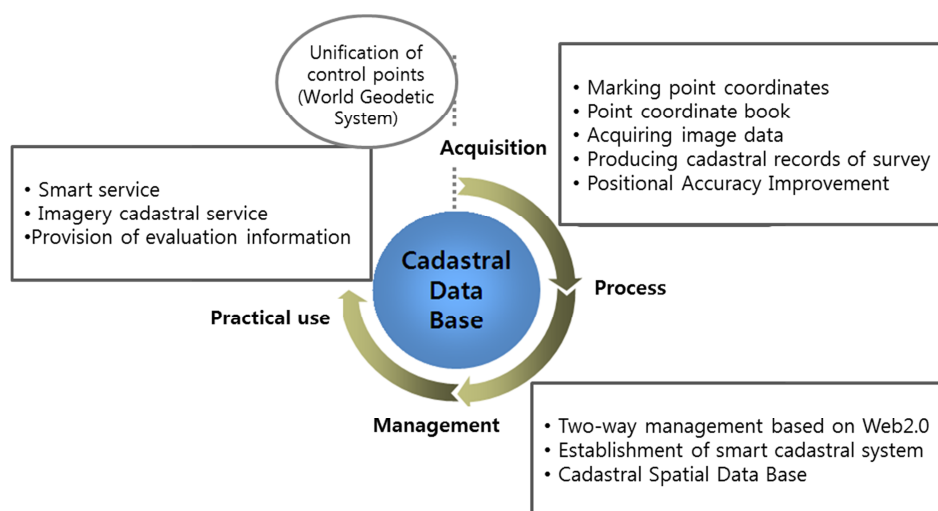 Unification of
control points
(World Geodetic
System)
Acquisition
• Marking point coordinates
• Point coordinate book
• Acquiring image data
• Producing cadastral records of survey
• Positional Accuracy Improvement
• Smart service
• Imagery cadastral service
•Provision of evaluation information
Cadastral
Data
Base
Process
Practical use
Management
• Two-way management based on Web2.0
• Establishment of smart cadastral system
• Cadastral Spatial Data Base